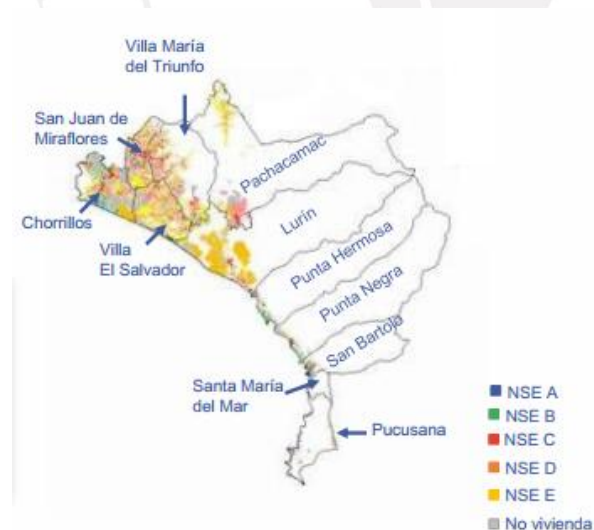 Villa María
del Triunfo
San Juan de
Miraflores
Pachacamac
Chorrillos
Lurín
Villa
El Salvador
Punta Hermosa
Punta Negra
San Bartolo
Santa María
del Mar
Pucusana
NSE A
NSE B
NSE C
NSE D
NSE E
No vivienda